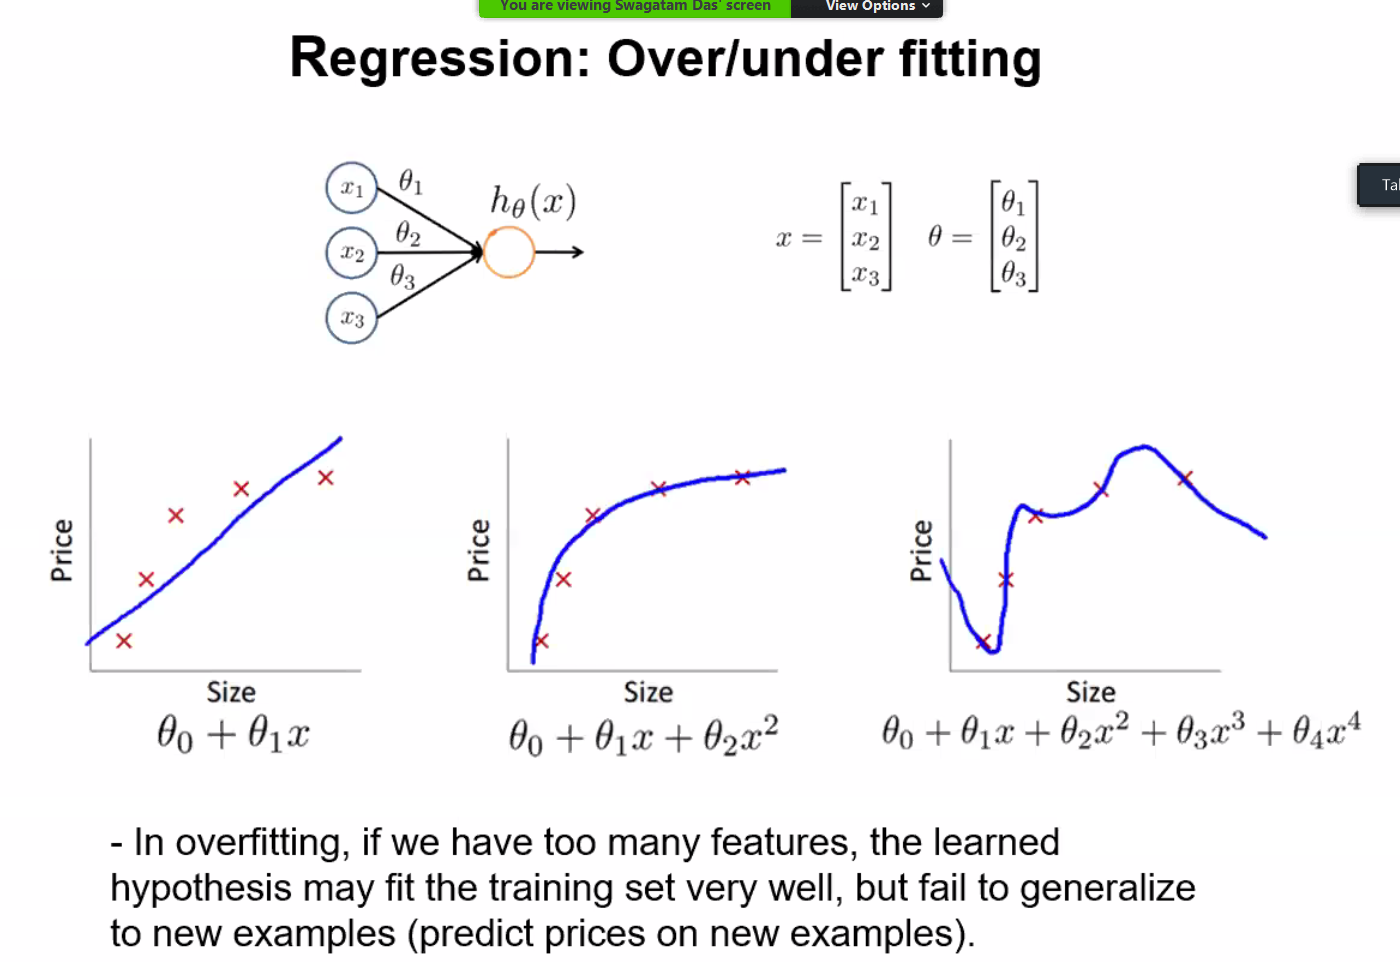 You are viewing Swagatam Das' screen
View Options
Regression: Over/under fitting
x1
x2
x3
θ1
θ2
θ3
hθ(x)
x = [x1 x2 x3]
θ = [θ1 θ2 θ3]
Tal
Price
Size
θ0 + θ1x
Price
Size
θ0 + θ1x + θ2x²
Price
Size
θ0 + θ1x + θ2x² + θ3x³ + θ4x⁴
- In overfitting, if we have too many features, the learned
hypothesis may fit the training set very well, but fail to generalize
to new examples (predict prices on new examples).